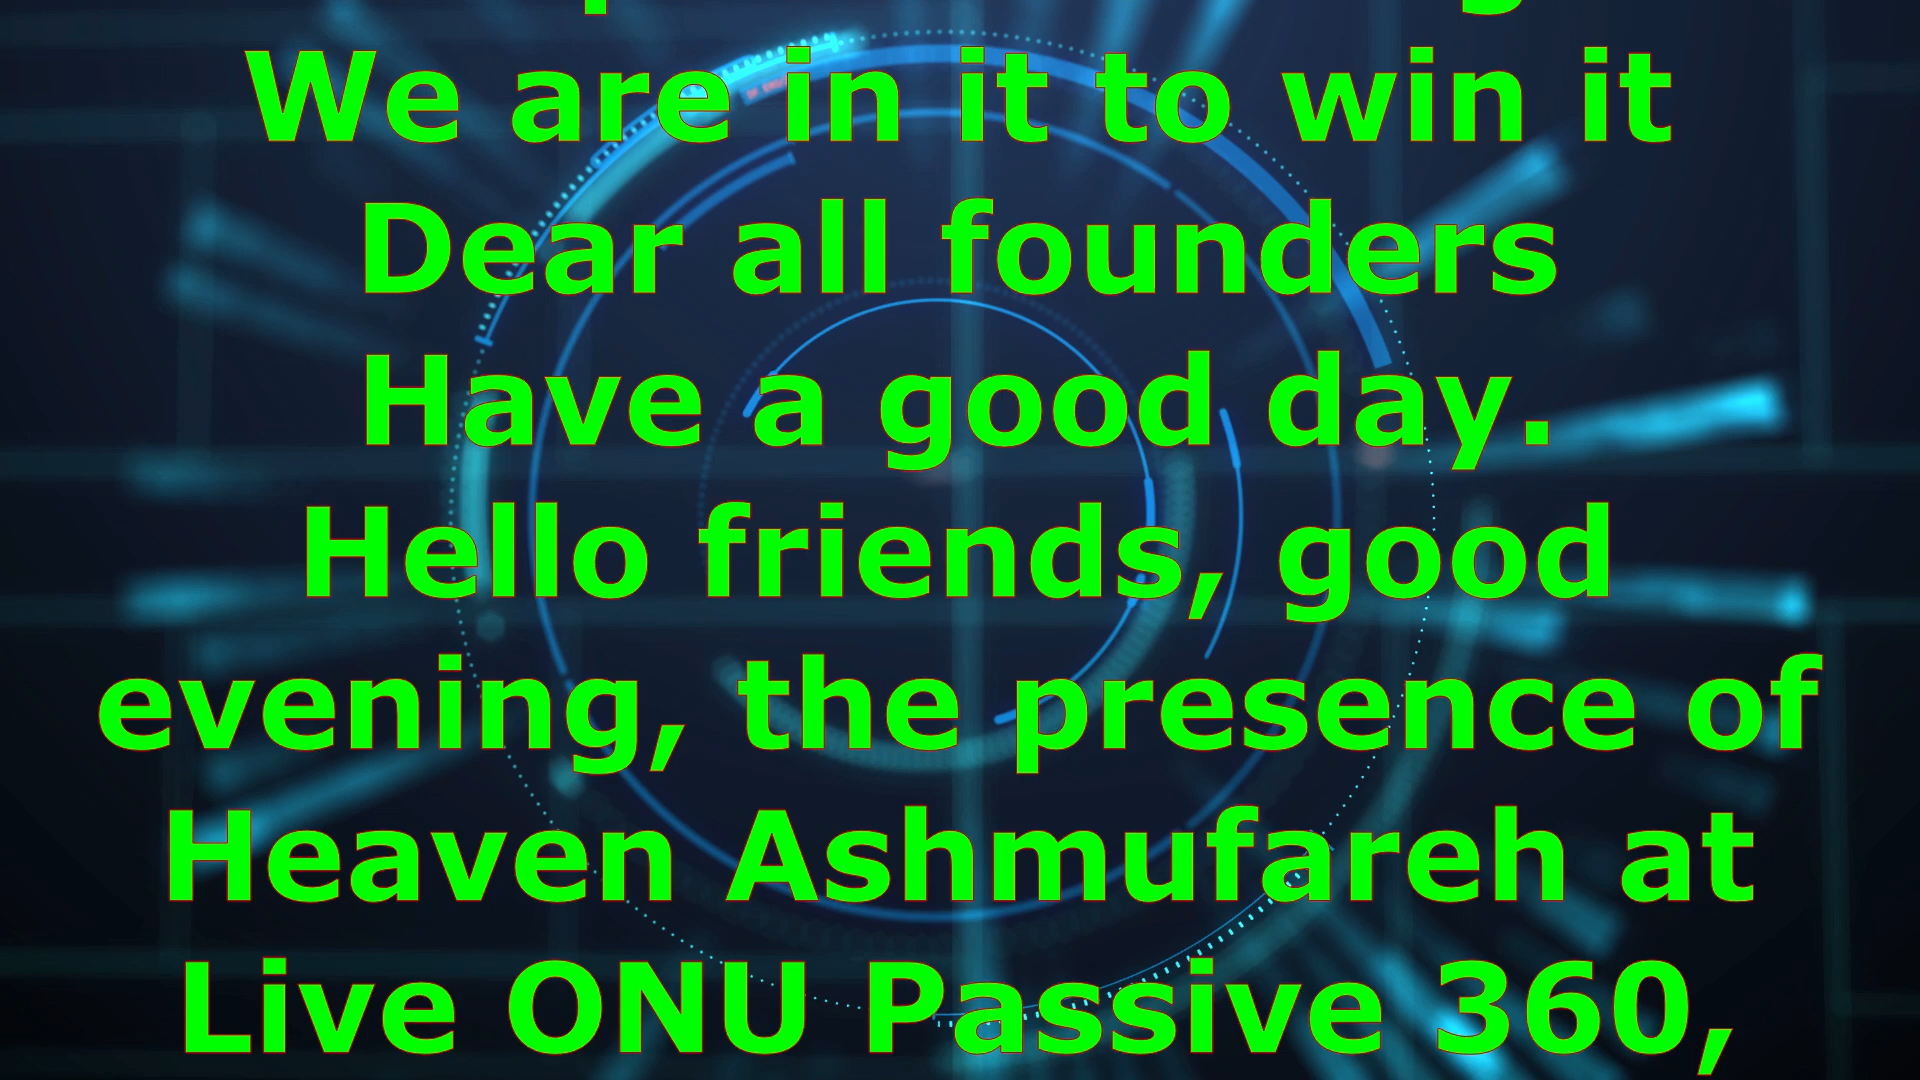 We are in it to win it
Dear all founders
Have a good day.
Hello friends, good
evening, the presence of
Heaven Ashmufareh at
Live ONU Passive 360,